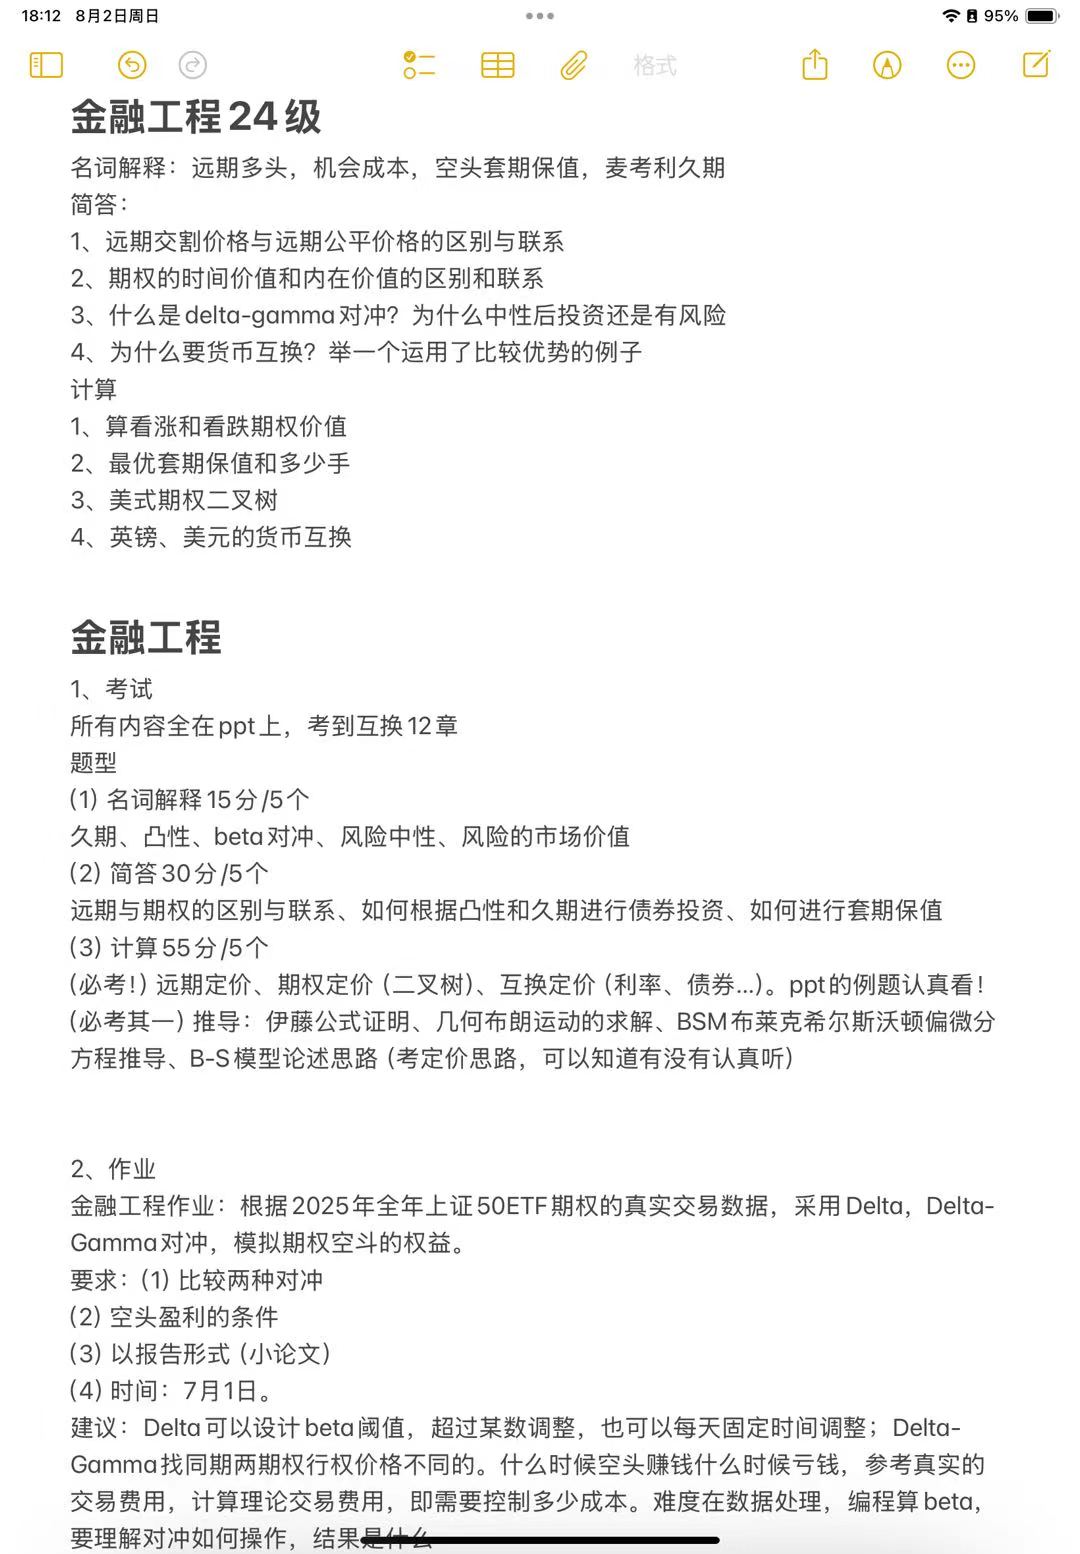 18:12 8月2日周日
95%
格式
金融工程24级
名词解释：远期多头，机会成本，空头套期保值，麦考利久期
简答：
1、远期交割价格与远期公平价格的区别与联系
2、期权的时间价值和内在价值的区别和联系
3、什么是delta-gamma对冲？为什么中性后投资还是有风险
4、为什么要货币互换？举一个运用了比较优势的例子
计算
1、算看涨和看跌期权价值
2、最优套期保值和多少手
3、美式期权二叉树
4、英镑、美元的货币互换
金融工程
1、考试
所有内容全在ppt上，考到互换12章
题型
(1) 名词解释15分/5个
久期、凸性、beta对冲、风险中性、风险的市场价值
(2) 简答30分/5个
远期与期权的区别与联系、如何根据凸性和久期进行债券投资、如何进行套期保值
(3) 计算55分/5个
(必考!) 远期定价、期权定价（二叉树)、互换定价（利率、债券...)。ppt的例题认真看！
(必考其一) 推导：伊藤公式证明、几何布朗运动的求解、BSM布莱克希尔斯沃顿偏微分
方程推导、B-S模型论述思路（考定价思路，可以知道有没有认真听）
2、作业
金融工程作业：根据2025年全年上证50ETF期权的真实交易数据，采用Delta，Delta-
Gamma对冲，模拟期权空斗的权益。
要求：(1) 比较两种对冲
(2) 空头盈利的条件
(3) 以报告形式（小论文）
(4) 时间：7月1日。
建议：Delta可以设计beta阈值，超过某数调整，也可以每天固定时间调整；Delta-
Gamma找同期两期权行权价格不同的。什么时候空头赚钱什么时候亏钱，参考真实的
交易费用，计算理论交易费用，即需要控制多少成本。难度在数据处理，编程算beta，
要理解对冲如何操作，结果是什么